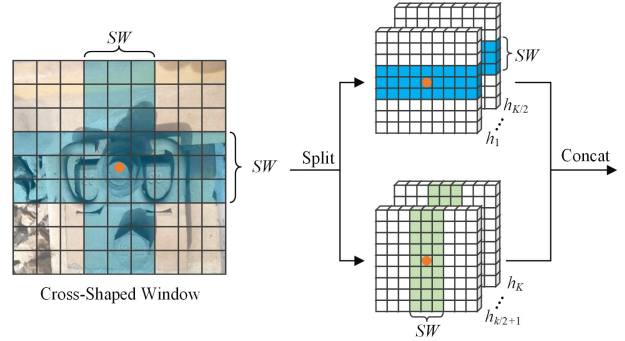 SW
SW
Cross-Shaped Window
Split
SW
h_{K/2}
h_1
Concat
h_K
h_{k/2+1}
SW